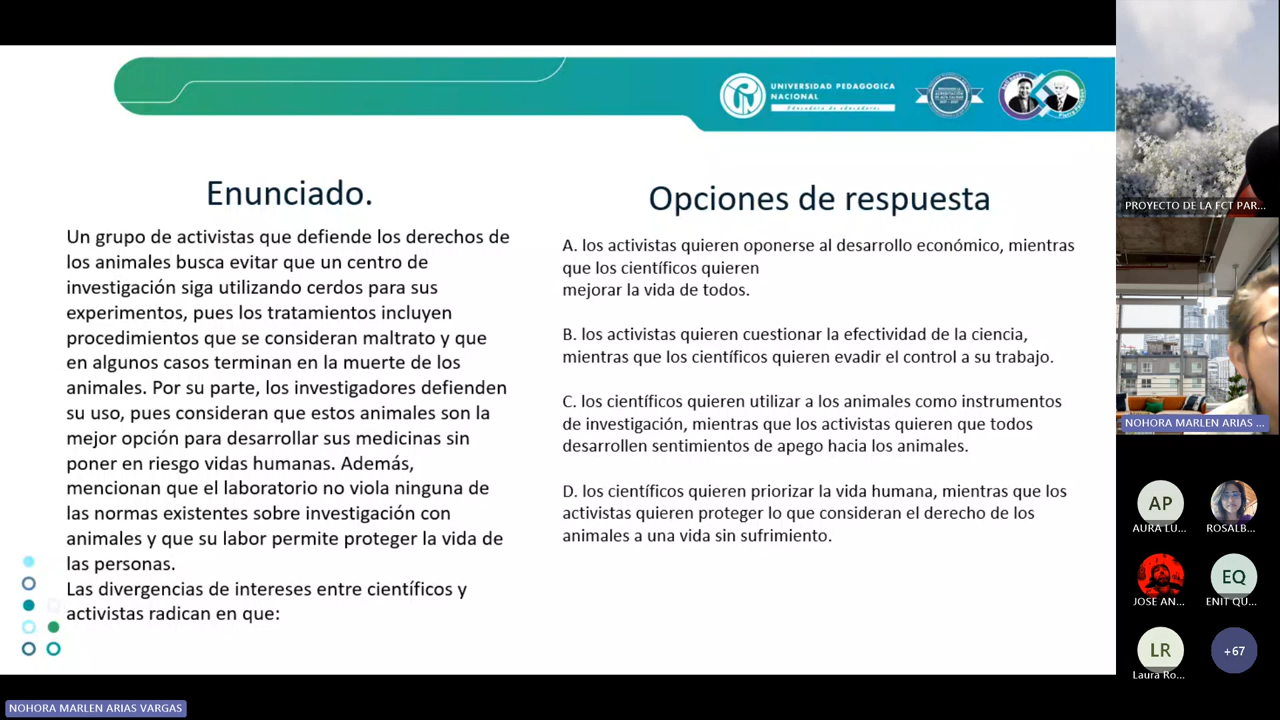 UNIVERSIDAD PEDAGOGICA
NACIONAL
Educadora de educadores
Enunciado.
Un grupo de activistas que defiende los derechos de
los animales busca evitar que un centro de
investigación siga utilizando cerdos para sus
experimentos, pues los tratamientos incluyen
procedimientos que se consideran maltrato y que
en algunos casos terminan en la muerte de los
animales. Por su parte, los investigadores defienden
su uso, pues consideran que estos animales son la
mejor opción para desarrollar sus medicinas sin
poner en riesgo vidas humanas. Además,
mencionan que el laboratorio no viola ninguna de
las normas existentes sobre investigación con
animales y que su labor permite proteger la vida de
las personas.
Las divergencias de intereses entre científicos y
activistas radican en que:
Opciones de respuesta
A. los activistas quieren oponerse al desarrollo económico, mientras
que los científicos quieren
mejorar la vida de todos.
B. los activistas quieren cuestionar la efectividad de la ciencia,
mientras que los científicos quieren evadir el control a su trabajo.
C. los científicos quieren utilizar a los animales como instrumentos
de investigación, mientras que los activistas quieren que todos
desarrollen sentimientos de apego hacia los animales.
D. los científicos quieren priorizar la vida humana, mientras que los
activistas quieren proteger lo que consideran el derecho de los
animales a una vida sin sufrimiento.
PROYECTO DE LA FCT PAR...
NOHORA MARLEN ARIAS ...
AP
AURA LU...
ROSALB...
JOSE AN...
EQ
ENIT QU...
LR
Laura Ro...
+67
NOHORA MARLEN ARIAS VARGAS